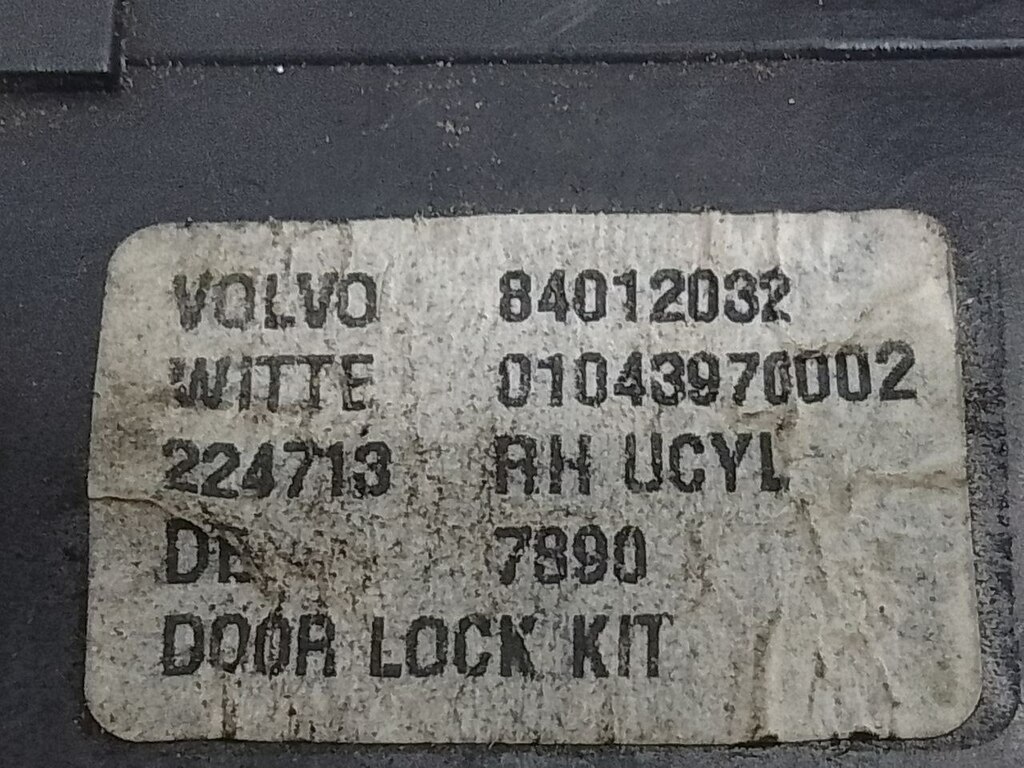 VOLVO 84012032
WITTE 01043970002
224713 RH UCYL
DE 7890
DOOR LOCK KIT